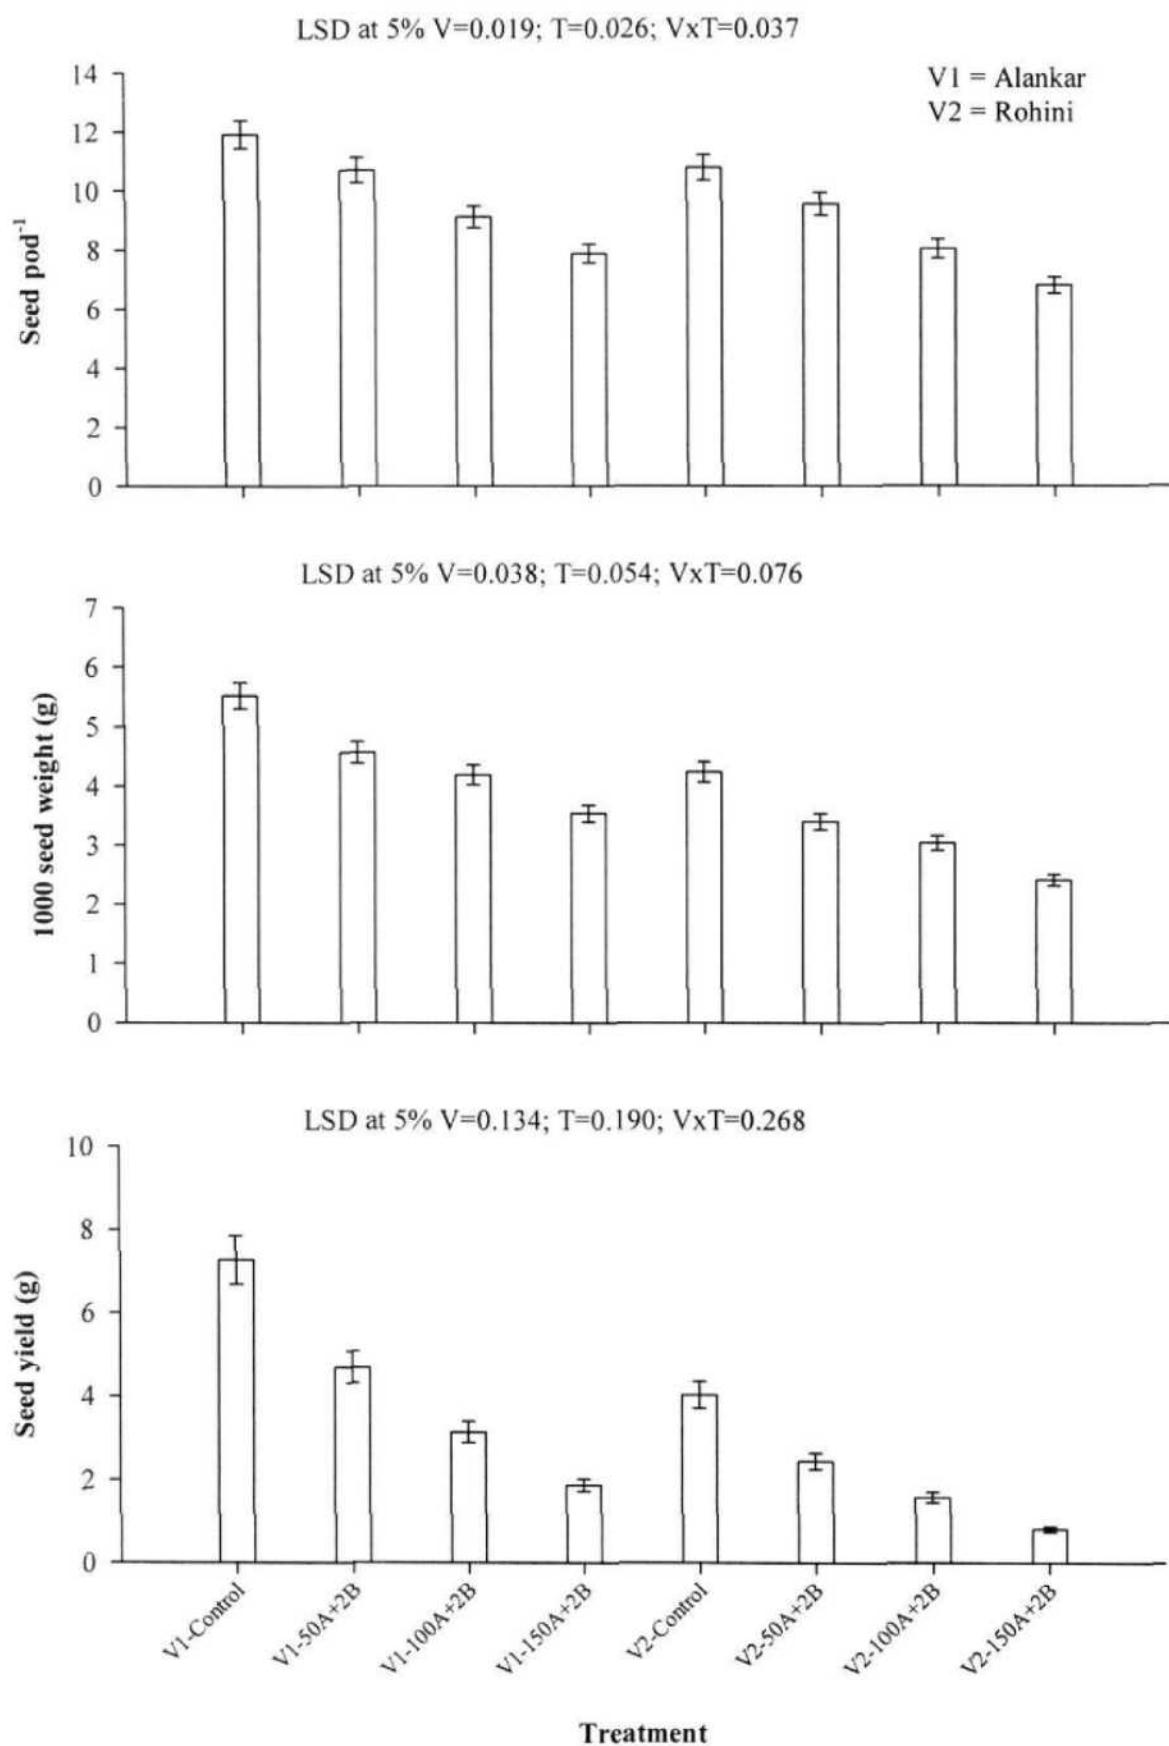 LSD at 5% V=0.019; T=0.026; VxT=0.037
V1 = Alankar
V2 = Rohini
14
12
10
8
6
4
2
0
Seed pod⁻¹
LSD at 5% V=0.038; T=0.054; VxT=0.076
7
6
5
4
3
2
1
0
1000 seed weight (g)
LSD at 5% V=0.134; T=0.190; VxT=0.268
10
8
6
4
2
0
Seed yield (g)
V1-Control
V1-50A+2B
V1-100A+2B
V1-150A+2B
V2-Control
V2-50A+2B
V2-100A+2B
V2-150A+2B
Treatment